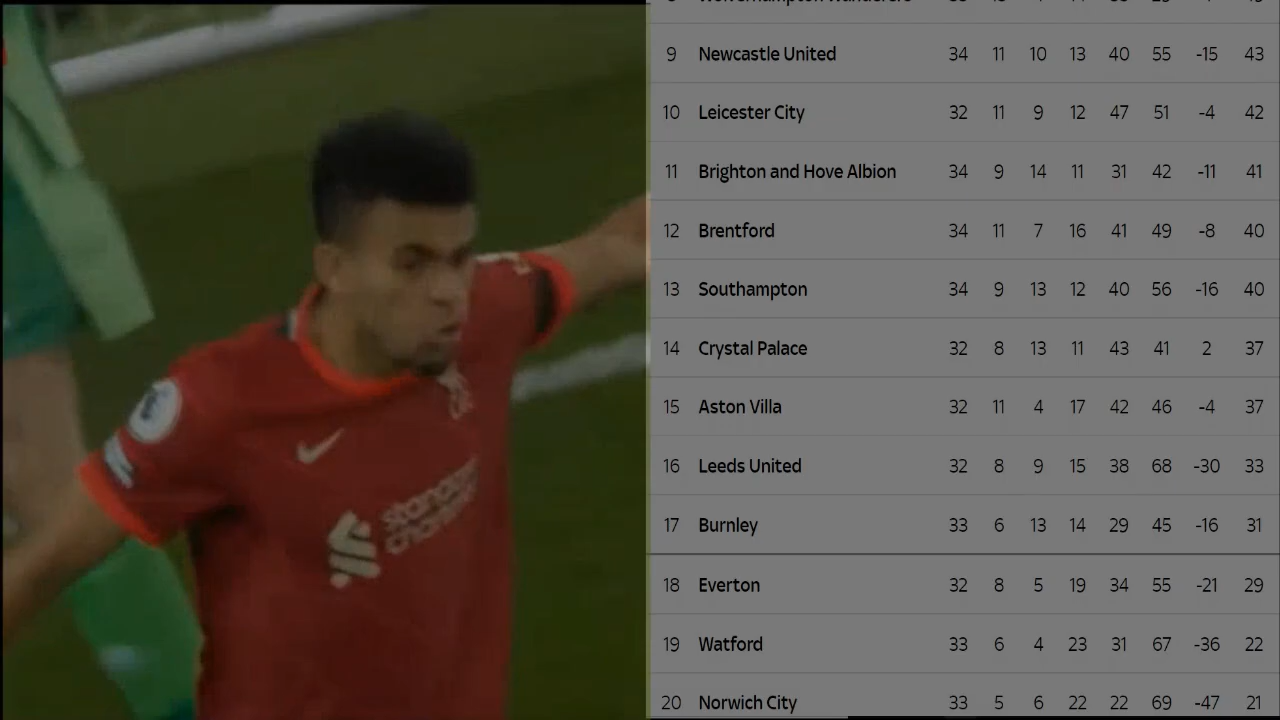 standard
chartered
9 Newcastle United 34 11 10 13 40 55 -15 43
10 Leicester City 32 11 9 12 47 51 -4 42
11 Brighton and Hove Albion 34 9 14 11 31 42 -11 41
12 Brentford 34 11 7 16 41 49 -8 40
13 Southampton 34 9 13 12 40 56 -16 40
14 Crystal Palace 32 8 13 11 43 41 2 37
15 Aston Villa 32 11 4 17 42 46 -4 37
16 Leeds United 32 8 9 15 38 68 -30 33
17 Burnley 33 6 13 14 29 45 -16 31
18 Everton 32 8 5 19 34 55 -21 29
19 Watford 33 6 4 23 31 67 -36 22
20 Norwich City 33 5 6 22 22 69 -47 21